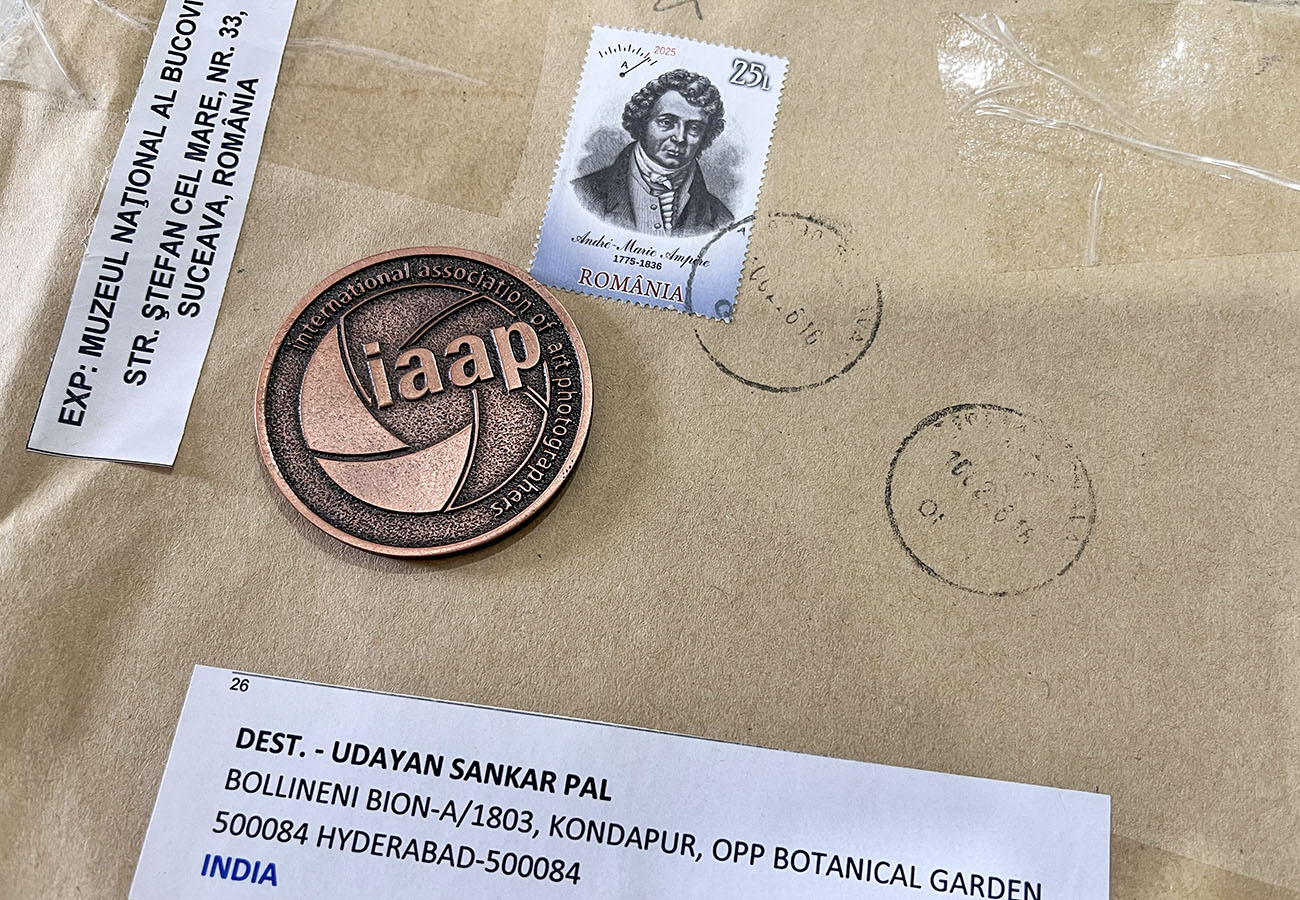 EXP: MUZEUL NAŢIONAL AL BUCOVI
STR. ŞTEFAN CEL MARE, NR. 33,
SUCEAVA, ROMÂNIA
2025
A
25L
André-Marie Ampère
1775-1836
ROMÂNIA
international association of art photographers
iaap
26
DEST. - UDAYAN SANKAR PAL
BOLLINENI BION-A/1803, KONDAPUR, OPP BOTANICAL GARDEN
500084 HYDERABAD-500084
INDIA